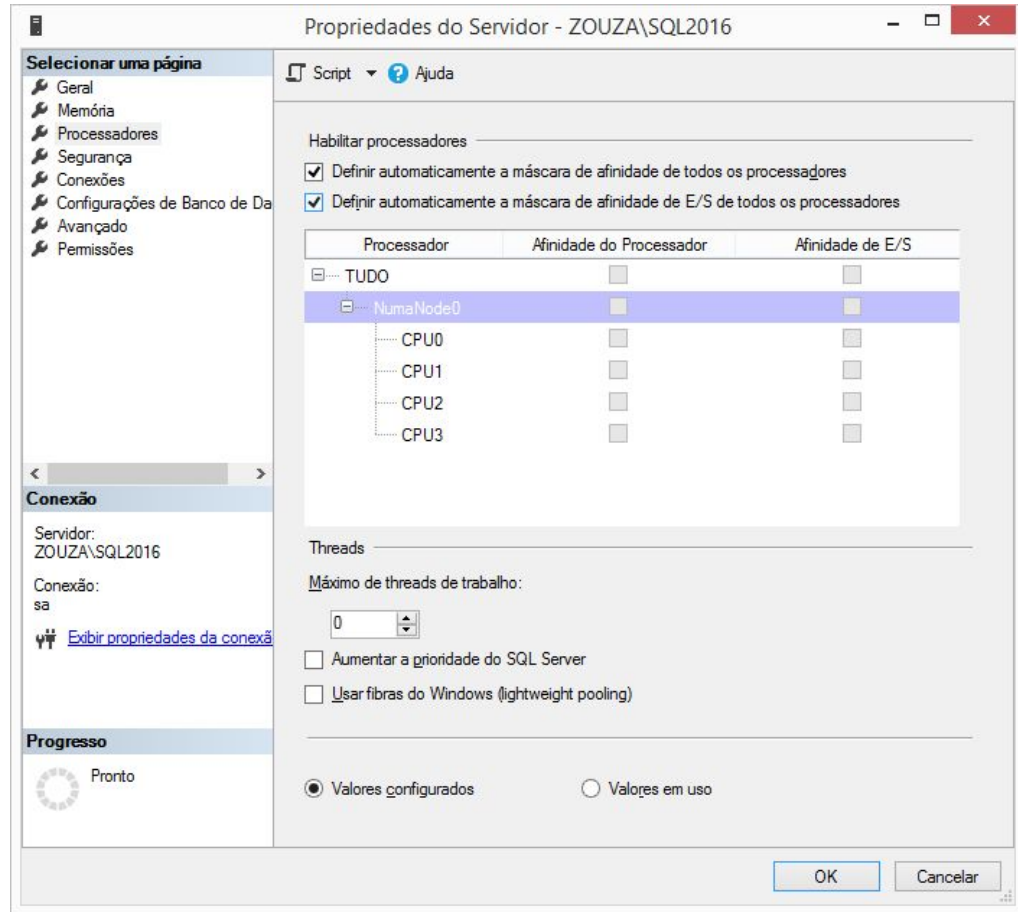 Propriedades do Servidor - ZOUZA\SQL2016
Selecionar uma página
Geral
Memória
Processadores
Segurança
Conexões
Configurações de Banco de Da
Avançado
Permissões
Conexão
Servidor:
ZOUZA\SQL2016
Conexão:
sa
Exibir propriedades da conexã
Progresso
Pronto
Script
Ajuda
Habilitar processadores
Definir automaticamente a máscara de afinidade de todos os processadores
Definir automaticamente a máscara de afinidade de E/S de todos os processadores
Processador Afinidade do Processador Afinidade de E/S
TUDO
NumaNode0
CPU0
CPU1
CPU2
CPU3
Threads
Máximo de threads de trabalho:
0
Aumentar a prioridade do SQL Server
Usar fibras do Windows (lightweight pooling)
Valores configurados Valores em uso
OK Cancelar